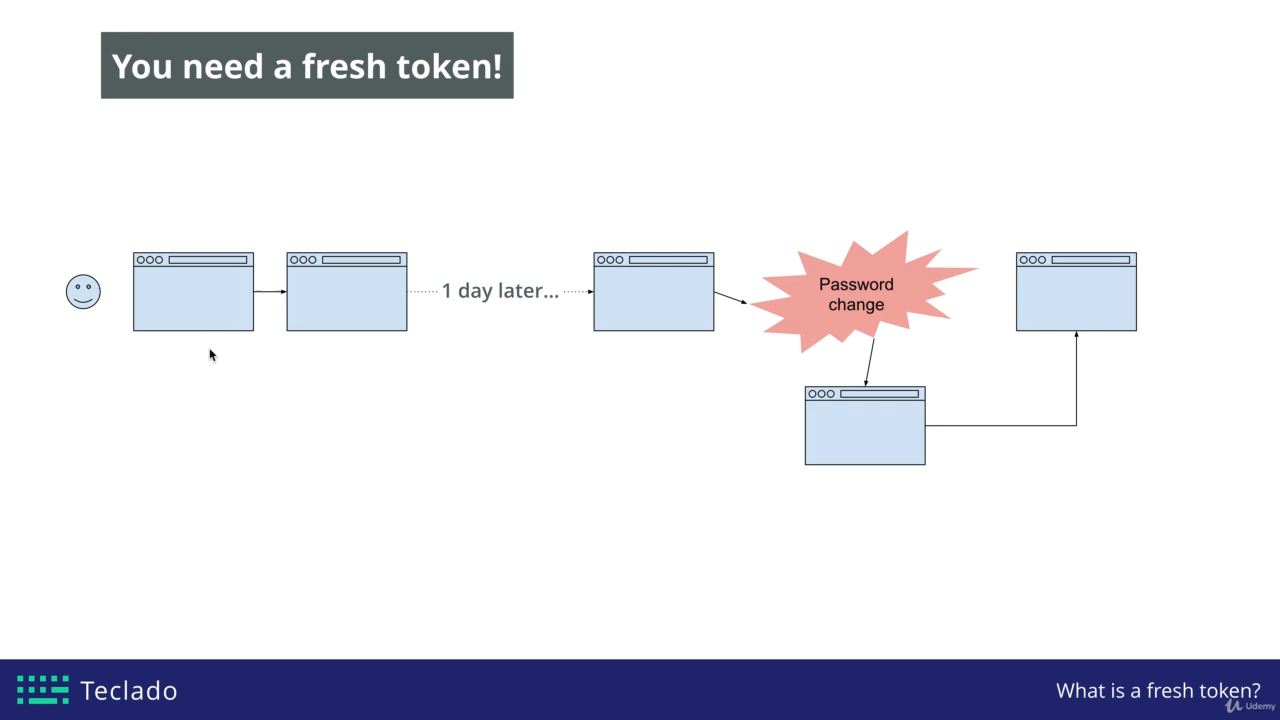 You need a fresh token!
1 day later...
Password
change
Teclado
What is a fresh token?
Udemy